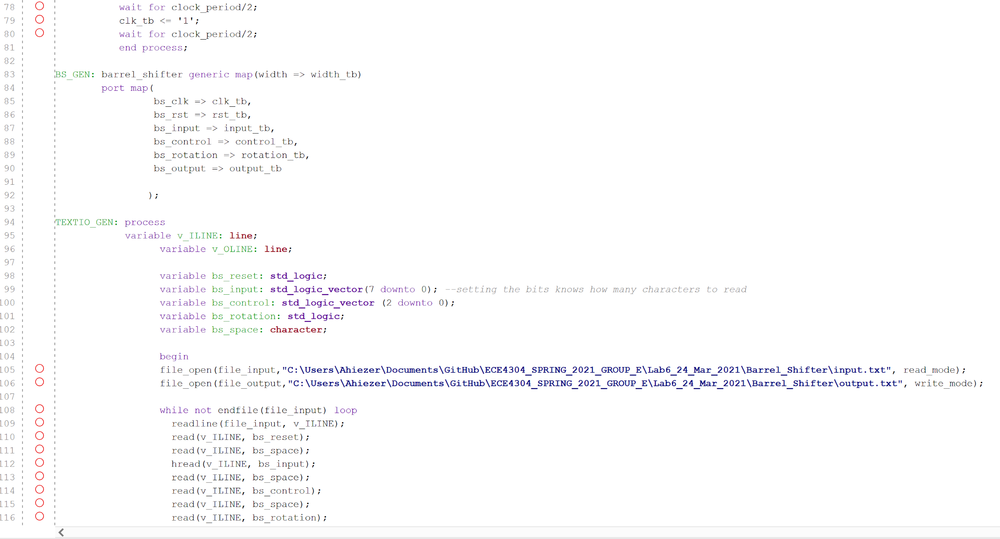 78 wait for clock_period/2;
79 clk_tb <= '1';
80 wait for clock_period/2;
81 end process;
82
83 BS_GEN: barrel_shifter generic map(width => width_tb)
84 port map(
85 bs_clk => clk_tb,
86 bs_rst => rst_tb,
87 bs_input => input_tb,
88 bs_control => control_tb,
89 bs_rotation => rotation_tb,
90 bs_output => output_tb
91
92 );
93
94 TEXTIO_GEN: process
95 variable v_ILINE: line;
96 variable v_OLINE: line;
97
98 variable bs_reset: std_logic;
99 variable bs_input: std_logic_vector(7 downto 0); --setting the bits knows how many characters to read
100 variable bs_control: std_logic_vector (2 downto 0);
101 variable bs_rotation: std_logic;
102 variable bs_space: character;
103
104 begin
105 file_open(file_input,"C:\Users\Ahiezer\Documents\GitHub\ECE4304_SPRING_2021_GROUP_E\Lab6_24_Mar_2021\Barrel_Shifter\input.txt", read_mode);
106 file_open(file_output,"C:\Users\Ahiezer\Documents\GitHub\ECE4304_SPRING_2021_GROUP_E\Lab6_24_Mar_2021\Barrel_Shifter\output.txt", write_mode);
107
108 while not endfile(file_input) loop
109 readline(file_input, v_ILINE);
110 read(v_ILINE, bs_reset);
111 read(v_ILINE, bs_space);
112 hread(v_ILINE, bs_input);
113 read(v_ILINE, bs_space);
114 read(v_ILINE, bs_control);
115 read(v_ILINE, bs_space);
116 read(v_ILINE, bs_rotation);